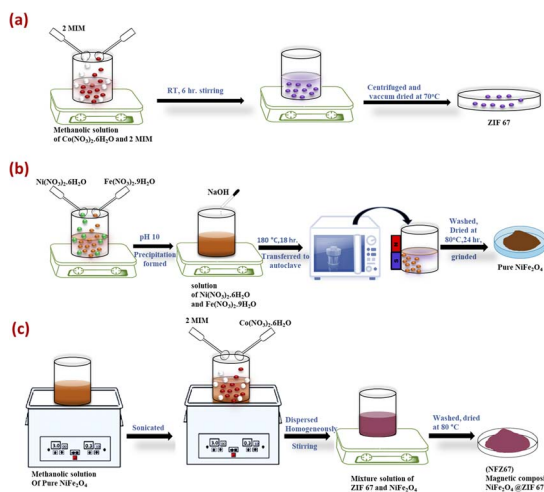 (a)
2 MIM
RT, 6 hr. stirring
Centrifuged and
vaccum dried at 70°C
Methanolic solution
of Co(NO3)2.6H2O and 2 MIM
ZIF 67
(b)
Ni(NO3)2.6H2O
Fe(NO3)2.9H2O
NaOH
pH 10
Precipitation
formed
180 °C,18 hr.
Transferred to
autoclave
Washed,
Dried at
80°C,24 hr,
grinded
solution
of Ni(NO3)2.6H2O
and Fe(NO3)2.9H2O
Pure NiFe2O4
(c)
2 MIM
Co(NO3)2.6H2O
Sonicated
Dispersed
Homogeneously
Stirring
Washed, dried
at 80 °C
Methanolic solution
Of Pure NiFe2O4
Mixture solution of
ZIF 67 and NiFe2O4
(NFZ67)
Magnetic composi
NiFe2O4@ZIF 67